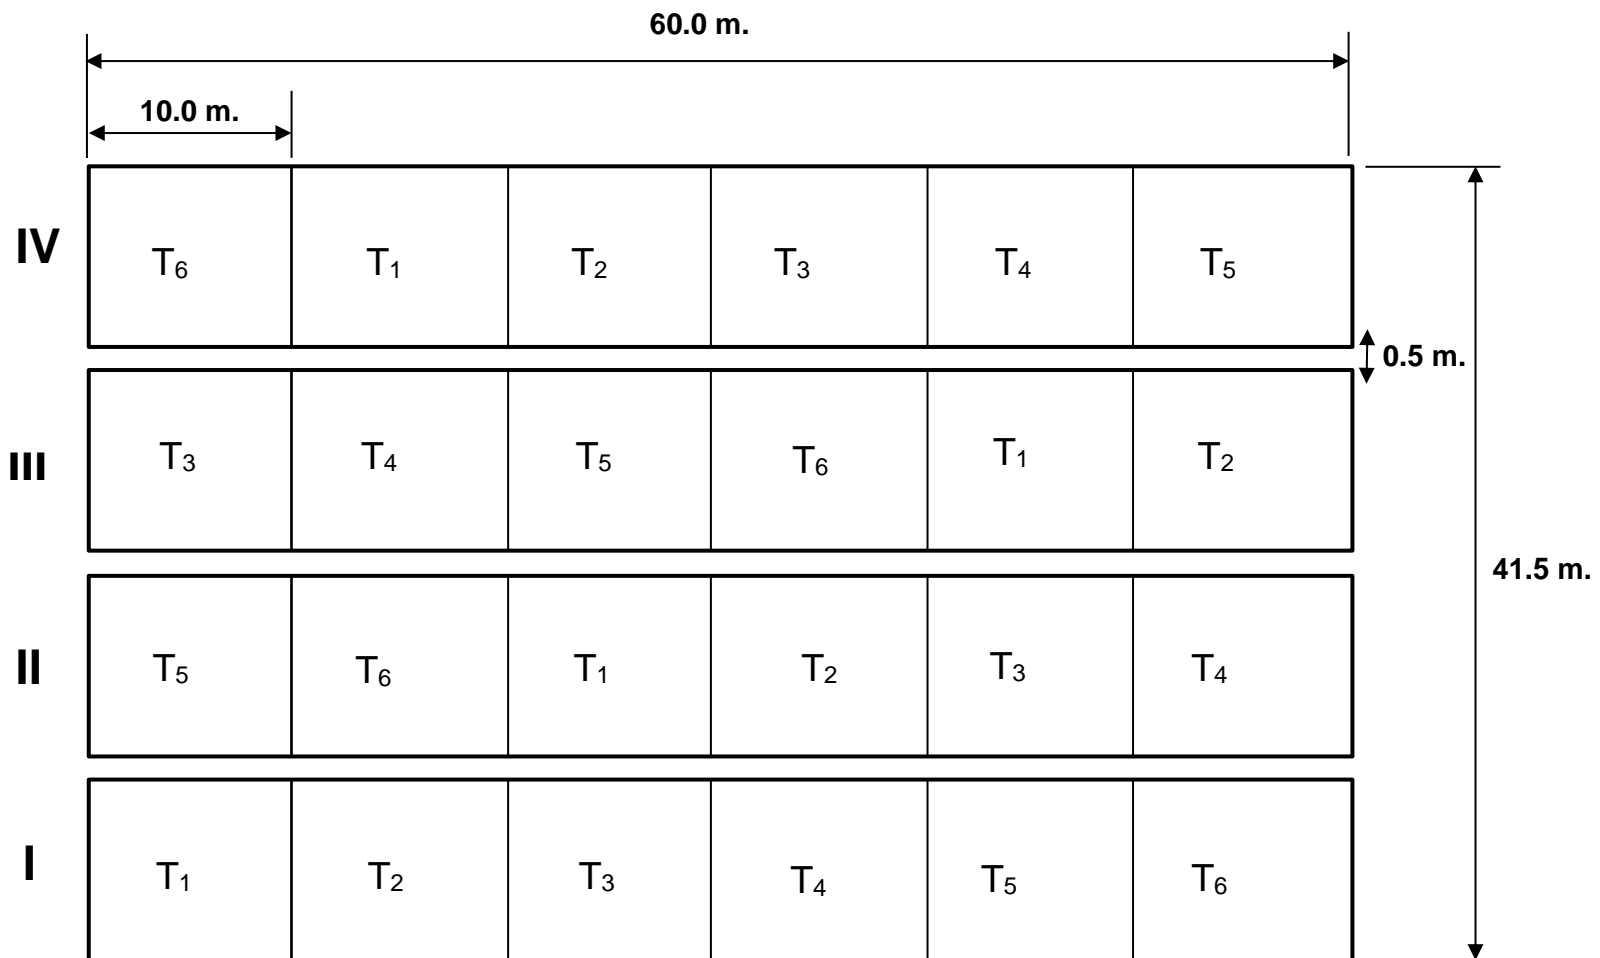 60.0 m.
10.0 m.
IV T₆ T₁ T₂ T₃ T₄ T₅
0.5 m.
III T₃ T₄ T₅ T₆ T₁ T₂
41.5 m.
II T₅ T₆ T₁ T₂ T₃ T₄
I T₁ T₂ T₃ T₄ T₅ T₆